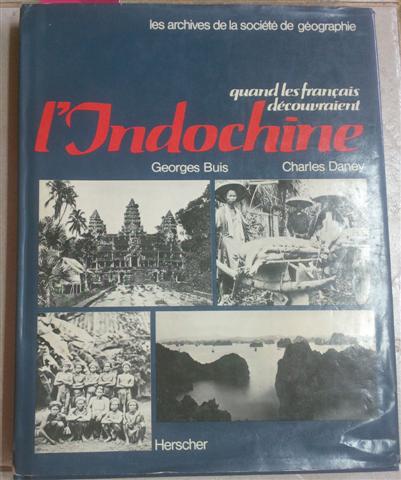 les archives de la société de géographie
quand les français
découvraient
l'Indochine
Georges Buis Charles Daney
Herscher